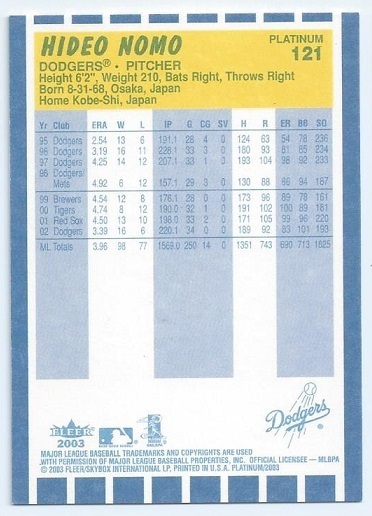 HIDEO NOMO
PLATINUM
121
DODGERS® • PITCHER
Height 6'2", Weight 210, Bats Right, Throws Right
Born 8-31-68, Osaka, Japan
Home Kobe-Shi, Japan
Yr Club ERA W L IP G CG SV H R ER BB SO
95 Dodgers 2.54 13 6 191.1 28 4 0 124 63 54 78 236
96 Dodgers 3.19 16 11 228.1 33 3 0 180 93 81 85 234
97 Dodgers 4.25 14 12 207.1 33 1 0 193 104 98 92 233
98 Dodgers/
Mets 4.92 6 12 157.1 29 3 0 130 88 86 94 167
99 Brewers 4.54 12 8 176.1 28 0 0 173 96 89 78 161
00 Tigers 4.74 8 12 190.0 32 1 0 191 102 100 89 181
01 Red Sox 4.50 13 10 198.0 33 2 0 171 105 99 96 220
02 Dodgers 3.39 16 6 220.1 34 0 0 189 92 83 101 193
ML Totals 3.96 98 77 1569.0 250 14 0 1351 743 690 713 1625
FLEER
2003
Dodgers
MAJOR LEAGUE BASEBALL TRADEMARKS AND COPYRIGHTS ARE USED
WITH PERMISSION OF MAJOR LEAGUE BASEBALL PROPERTIES, INC. OFFICIAL LICENSEE — MLBPA
© 2003 FLEER/SKYBOX INTERNATIONAL LP, PRINTED IN U.S.A. PLATINUM/2003